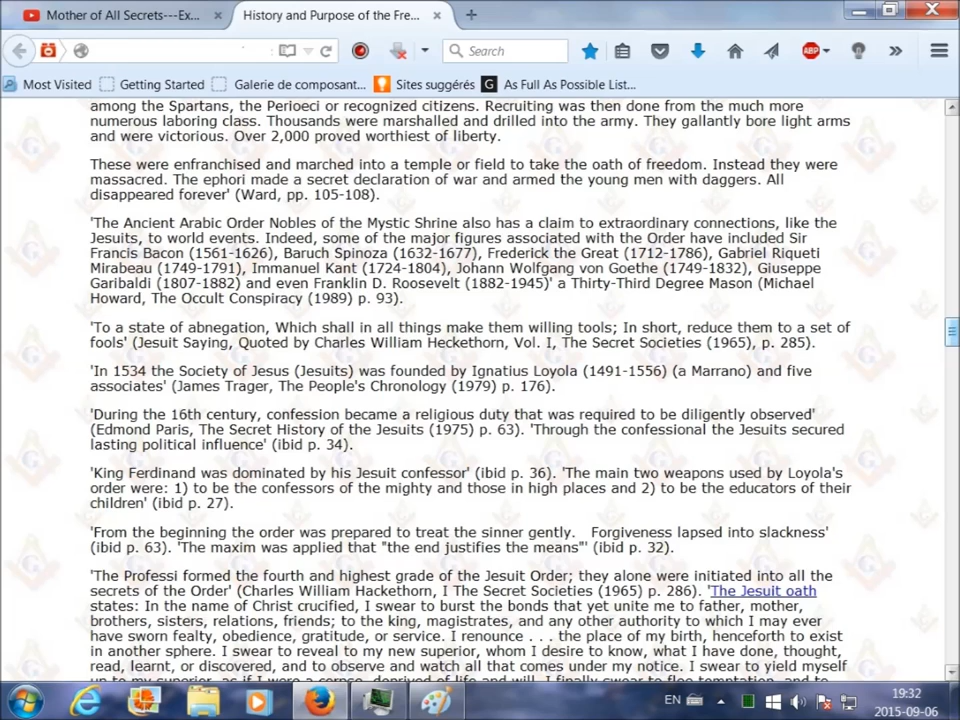 Mother of All Secrets---Ex...
History and Purpose of the Fre...
Search
ABP
Most Visited
Getting Started
Galerie de composant...
Sites suggérés
G As Full As Possible List...
among the Spartans, the Perioeci or recognized citizens. Recruiting was then done from the much more
numerous laboring class. Thousands were marshalled and drilled into the army. They gallantly bore light arms
and were victorious. Over 2,000 proved worthiest of liberty.
These were enfranchised and marched into a temple or field to take the oath of freedom. Instead they were
massacred. The ephori made a secret declaration of war and armed the young men with daggers. All
disappeared forever' (Ward, pp. 105-108).
'The Ancient Arabic Order Nobles of the Mystic Shrine also has a claim to extraordinary connections, like the
Jesuits, to world events. Indeed, some of the major figures associated with the Order have included Sir
Francis Bacon (1561-1626), Baruch Spinoza (1632-1677), Frederick the Great (1712-1786), Gabriel Riqueti
Mirabeau (1749-1791), Immanuel Kant (1724-1804), Johann Wolfgang von Goethe (1749-1832), Giuseppe
Garibaldi (1807-1882) and even Franklin D. Roosevelt (1882-1945)' a Thirty-Third Degree Mason (Michael
Howard, The Occult Conspiracy (1989) p. 93).
'To a state of abnegation, Which shall in all things make them willing tools; In short, reduce them to a set of
fools' (Jesuit Saying, Quoted by Charles William Heckethorn, Vol. I, The Secret Societies (1965), p. 285).
'In 1534 the Society of Jesus (Jesuits) was founded by Ignatius Loyola (1491-1556) (a Marrano) and five
associates' (James Trager, The People's Chronology (1979) p. 176).
'During the 16th century, confession became a religious duty that was required to be diligently observed'
(Edmond Paris, The Secret History of the Jesuits (1975) p. 63). 'Through the confessional the Jesuits secured
lasting political influence' (ibid p. 34).
'King Ferdinand was dominated by his Jesuit confessor' (ibid p. 36). 'The main two weapons used by Loyola's
order were: 1) to be the confessors of the mighty and those in high places and 2) to be the educators of their
children' (ibid p. 27).
'From the beginning the order was prepared to treat the sinner gently. Forgiveness lapsed into slackness'
(ibid p. 63). 'The maxim was applied that "the end justifies the means"' (ibid p. 32).
'The Professi formed the fourth and highest grade of the Jesuit Order; they alone were initiated into all the
secrets of the Order' (Charles William Hackethorn, I The Secret Societies (1965) p. 286). 'The Jesuit oath
states: In the name of Christ crucified, I swear to burst the bonds that yet unite me to father, mother,
brothers, sisters, relations, friends; to the king, magistrates, and any other authority to which I may ever
have sworn fealty, obedience, gratitude, or service. I renounce . . . the place of my birth, henceforth to exist
in another sphere. I swear to reveal to my new superior, whom I desire to know, what I have done, thought,
read, learnt, or discovered, and to observe and watch all that comes under my notice. I swear to yield myself
up to my superior, as if I were a corpse, deprived of life and will. I finally swear to flee temptation, and to
EN
19:32
2015-09-06